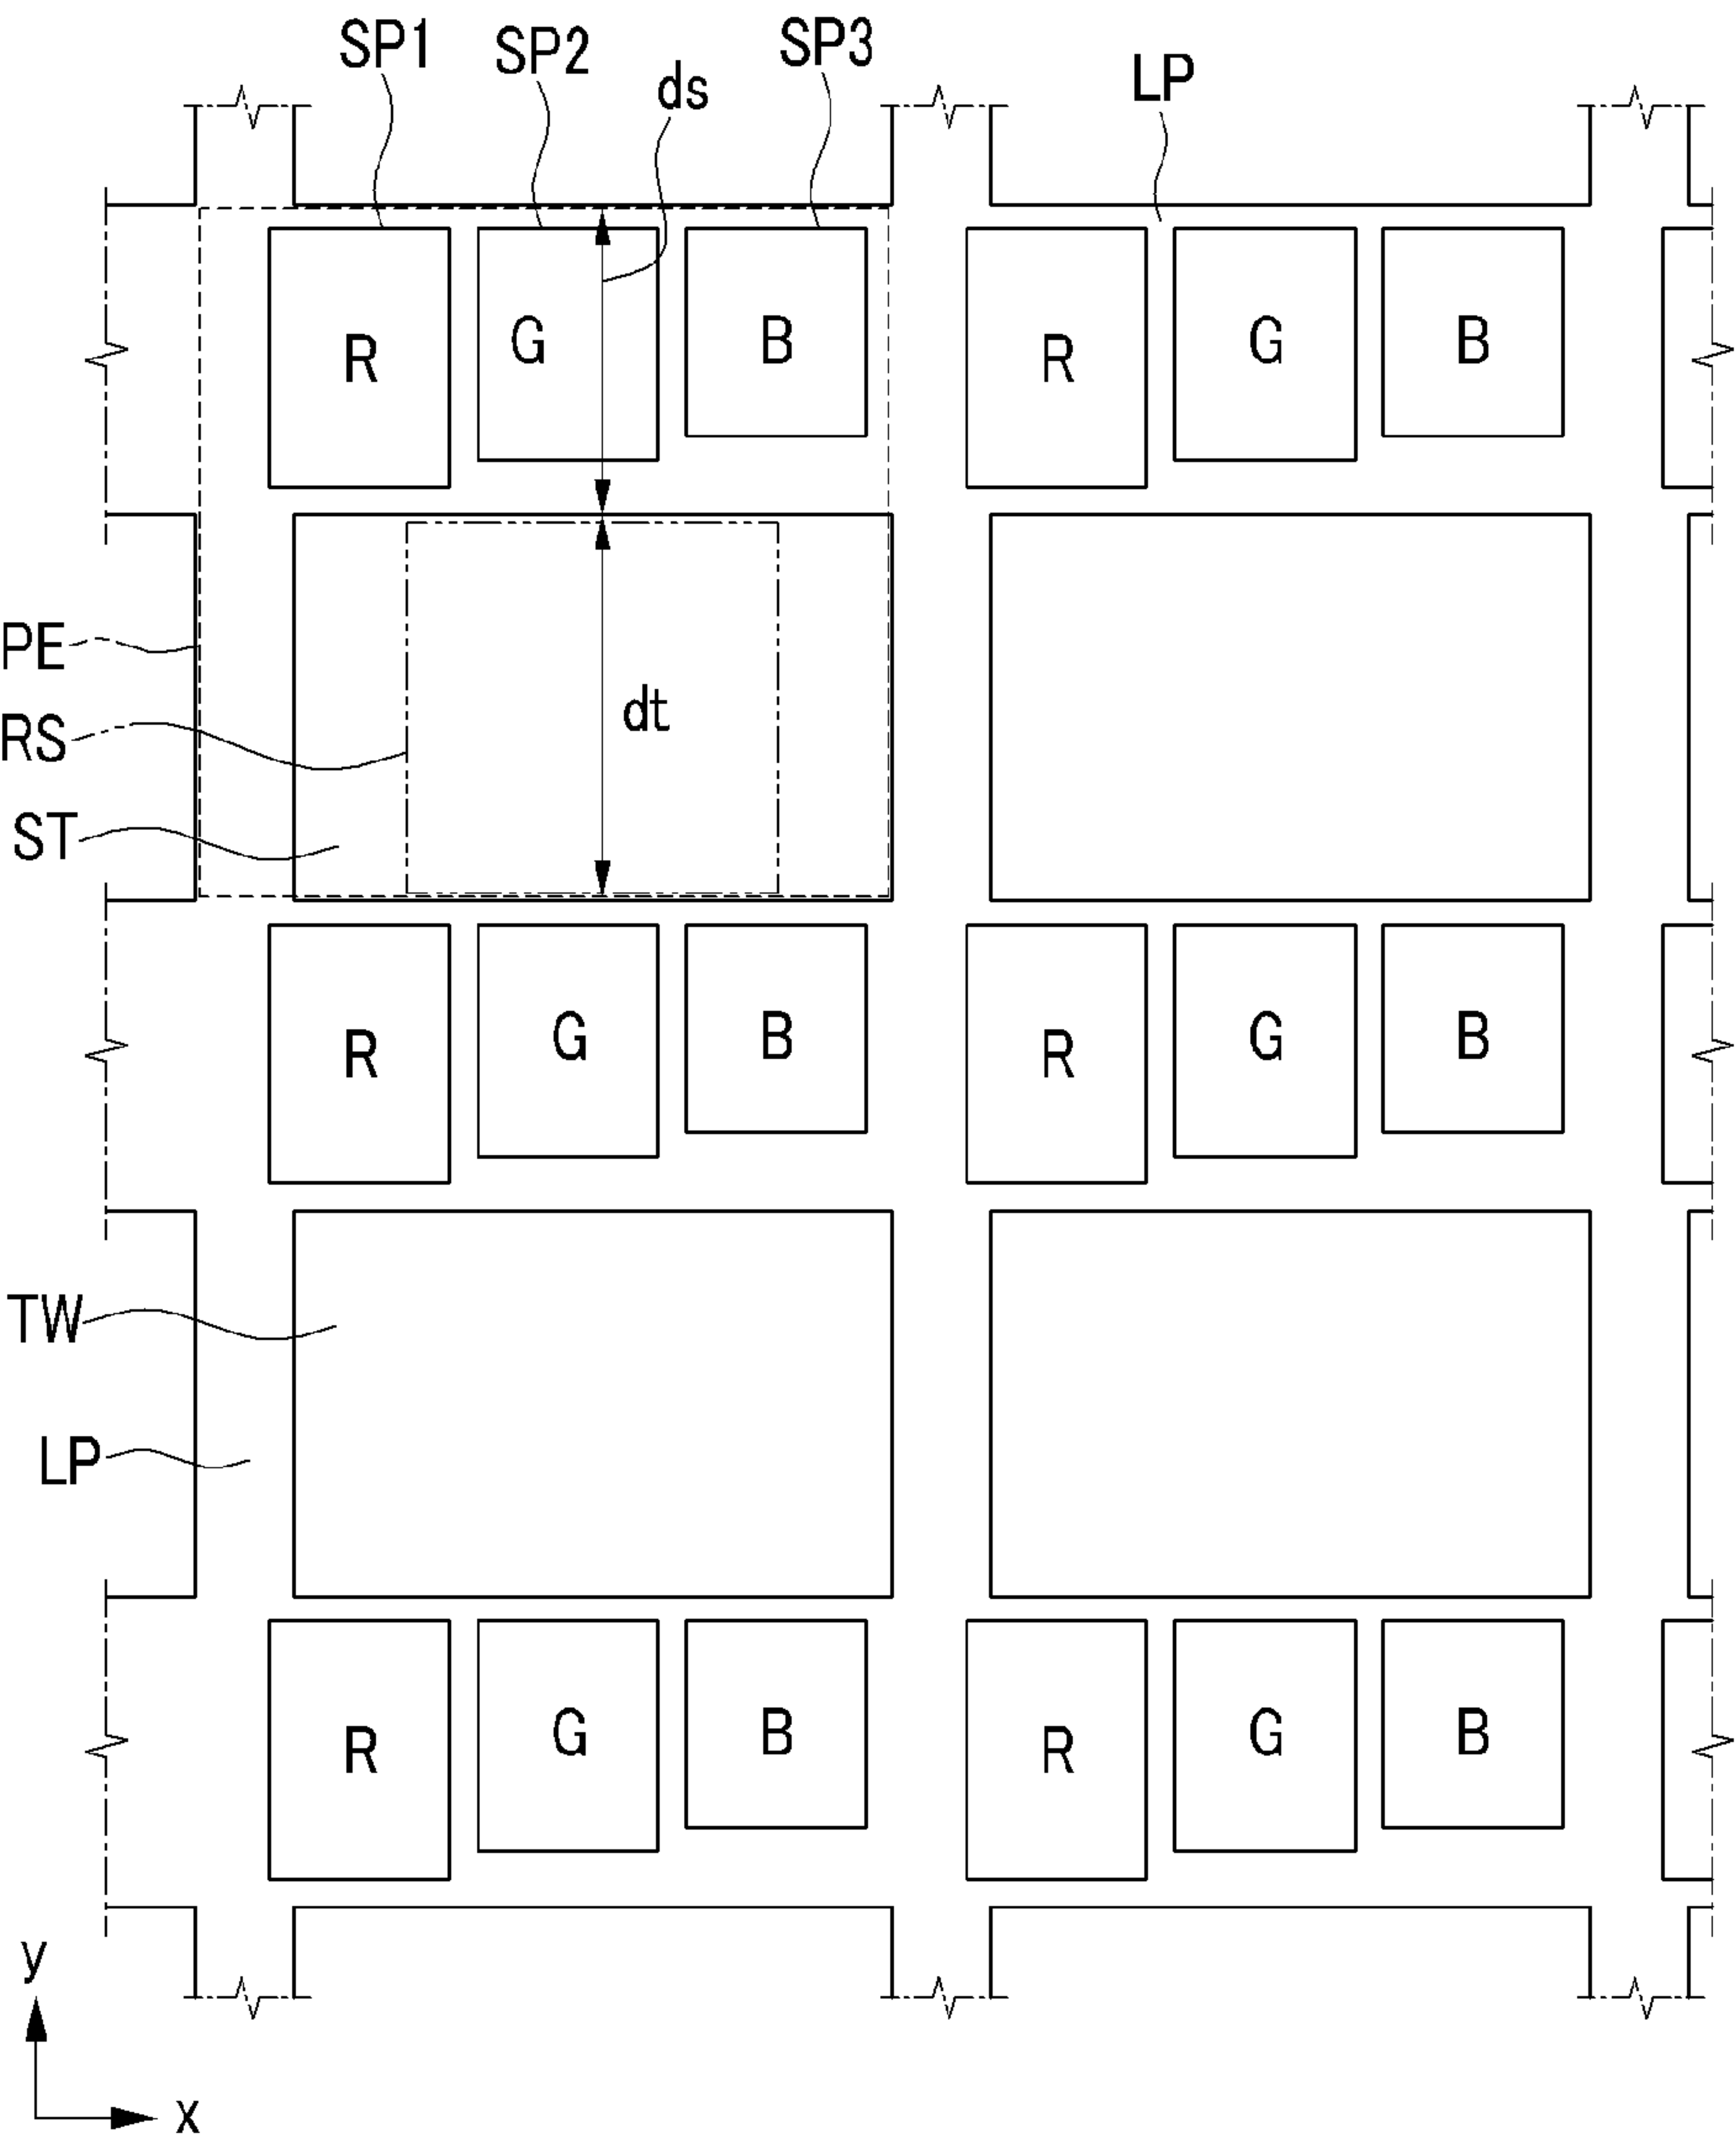 SP1 SP2 ds SP3 LP
R G B R G B
PE
RS dt
ST
R G B R G B
TW
LP
R G B R G B
y
x